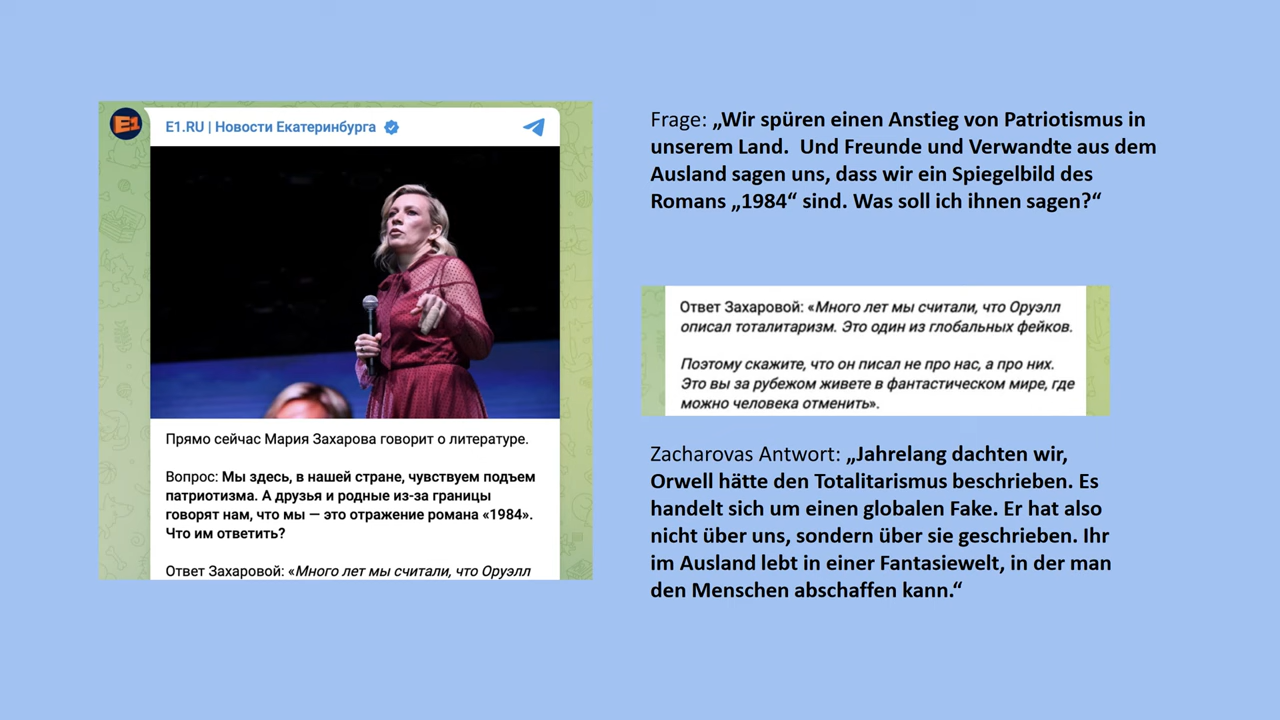 E1
E1.RU | Новости Екатеринбурга
Прямо сейчас Мария Захарова говорит о литературе.
Вопрос: Мы здесь, в нашей стране, чувствуем подъем
патриотизма. А друзья и родные из-за границы
говорят нам, что мы — это отражение романа «1984».
Что им ответить?
Ответ Захаровой: «Много лет мы считали, что Оруэлл
Frage: „Wir spüren einen Anstieg von Patriotismus in
unserem Land. Und Freunde und Verwandte aus dem
Ausland sagen uns, dass wir ein Spiegelbild des
Romans „1984“ sind. Was soll ich ihnen sagen?“
Ответ Захаровой: «Много лет мы считали, что Оруэлл
описал тоталитаризм. Это один из глобальных фейков.
Поэтому скажите, что он писал не про нас, а про них.
Это вы за рубежом живете в фантастическом мире, где
можно человека отменить».
Zacharovas Antwort: „Jahrelang dachten wir,
Orwell hätte den Totalitarismus beschrieben. Es
handelt sich um einen globalen Fake. Er hat also
nicht über uns, sondern über sie geschrieben. Ihr
im Ausland lebt in einer Fantasiewelt, in der man
den Menschen abschaffen kann.“